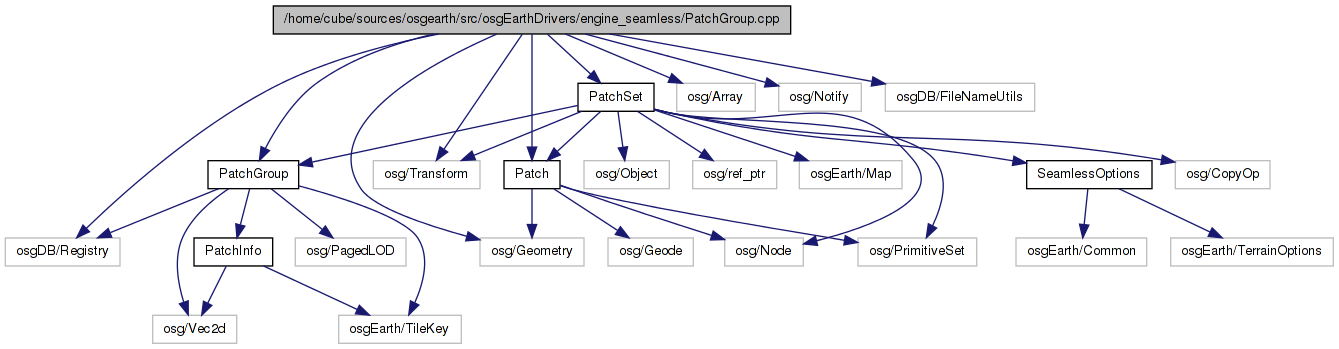 /home/cube/sources/osgearth/src/osgEarthDrivers/engine_seamless/PatchGroup.cpp
PatchSet
osg/Array
osg/Notify
osgDB/FileNameUtils
PatchGroup
osg/Transform
Patch
osg/Object
osg/ref_ptr
osgEarth/Map
SeamlessOptions
osg/CopyOp
osgDB/Registry
PatchInfo
osg/PagedLOD
osg/Geometry
osg/Geode
osg/Node
osg/PrimitiveSet
osgEarth/Common
osgEarth/TerrainOptions
osg/Vec2d
osgEarth/TileKey